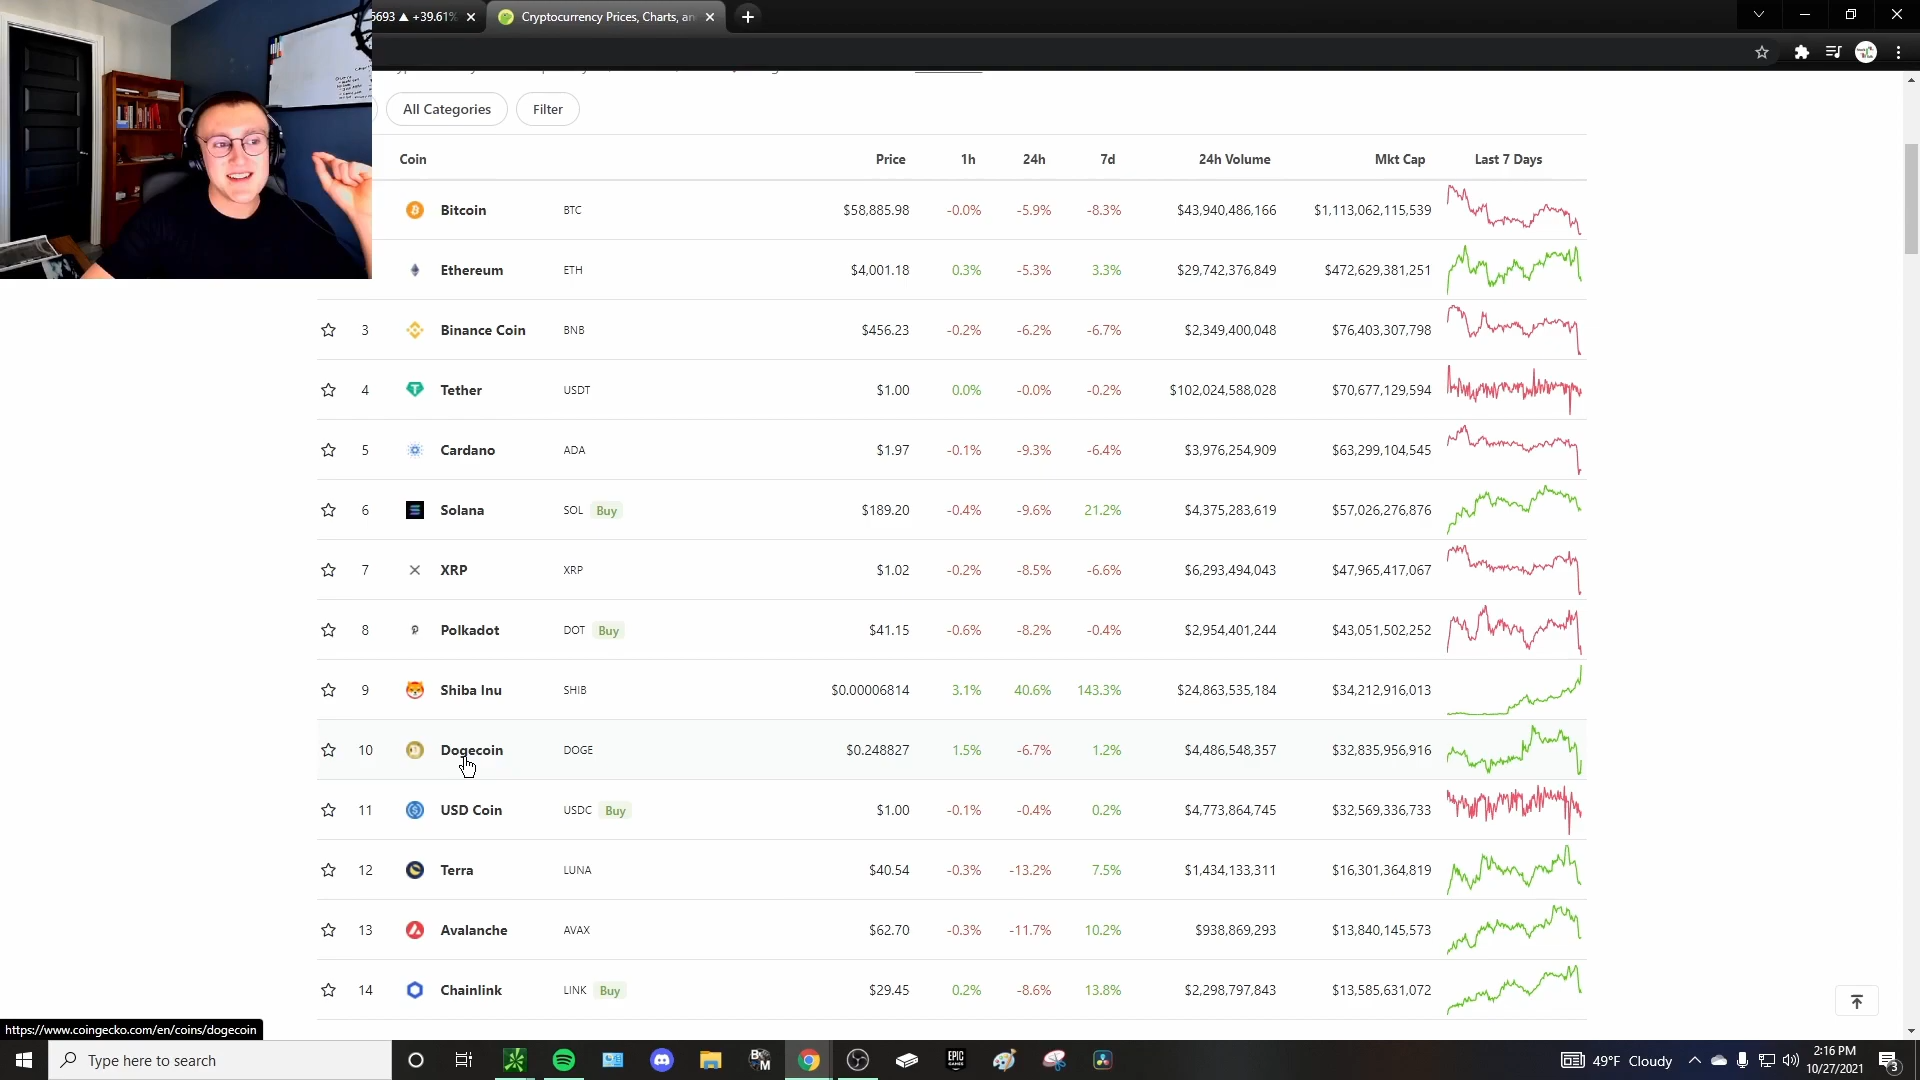 5693 ▲ +39.61%
Cryptocurrency Prices, Charts, an
All Categories
Filter
Coin Price 1h 24h 7d 24h Volume Mkt Cap Last 7 Days
Bitcoin BTC $58,885.98 -0.0% -5.9% -8.3% $43,940,486,166 $1,113,062,115,539
Ethereum ETH $4,001.18 0.3% -5.3% 3.3% $29,742,376,849 $472,629,381,251
3 Binance Coin BNB $456.23 -0.2% -6.2% -6.7% $2,349,400,048 $76,403,307,798
4 Tether USDT $1.00 0.0% -0.0% -0.2% $102,024,588,028 $70,677,129,594
5 Cardano ADA $1.97 -0.1% -9.3% -6.4% $3,976,254,909 $63,299,104,545
6 Solana SOL Buy $189.20 -0.4% -9.6% 21.2% $4,375,283,619 $57,026,276,876
7 XRP XRP $1.02 -0.2% -8.5% -6.6% $6,293,494,043 $47,965,417,067
8 Polkadot DOT Buy $41.15 -0.6% -8.2% -0.4% $2,954,401,244 $43,051,502,252
9 Shiba Inu SHIB $0.00006814 3.1% 40.6% 143.3% $24,863,535,184 $34,212,916,013
10 Dogecoin DOGE $0.248827 1.5% -6.7% 1.2% $4,486,548,357 $32,835,956,916
11 USD Coin USDC Buy $1.00 -0.1% -0.4% 0.2% $4,773,864,745 $32,569,336,733
12 Terra LUNA $40.54 -0.3% -13.2% 7.5% $1,434,133,311 $16,301,364,819
13 Avalanche AVAX $62.70 -0.3% -11.7% 10.2% $938,869,293 $13,840,145,573
14 Chainlink LINK Buy $29.45 0.2% -8.6% 13.8% $2,298,797,843 $13,585,631,072
https://www.coingecko.com/en/coins/dogecoin
Type here to search
EPIC GAMES
49°F Cloudy
2:16 PM
10/27/2021
3